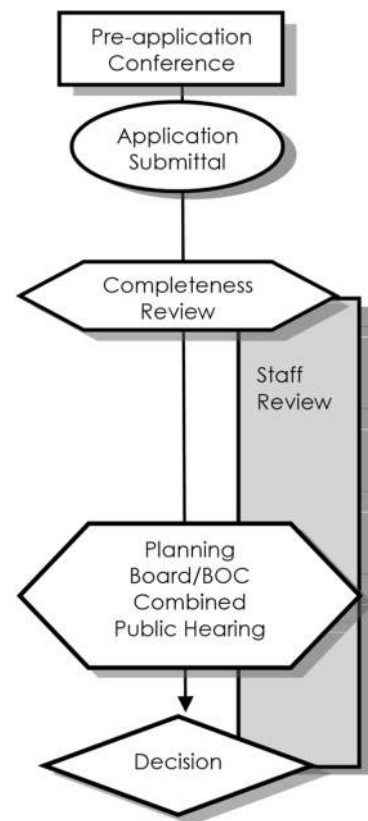 Pre-application
Conference
Application
Submittal
Completeness
Review
Staff
Review
Planning
Board/BOC
Combined
Public Hearing
Decision